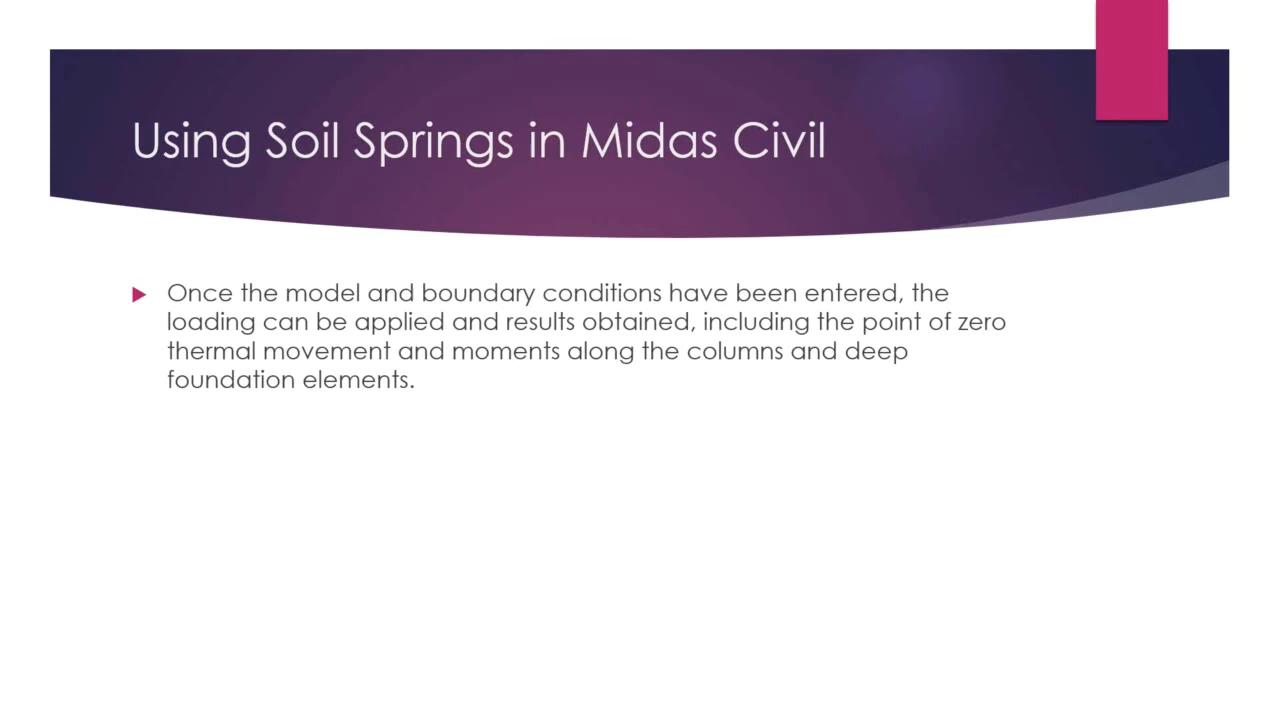 Using Soil Springs in Midas Civil
Once the model and boundary conditions have been entered, the
loading can be applied and results obtained, including the point of zero
thermal movement and moments along the columns and deep
foundation elements.